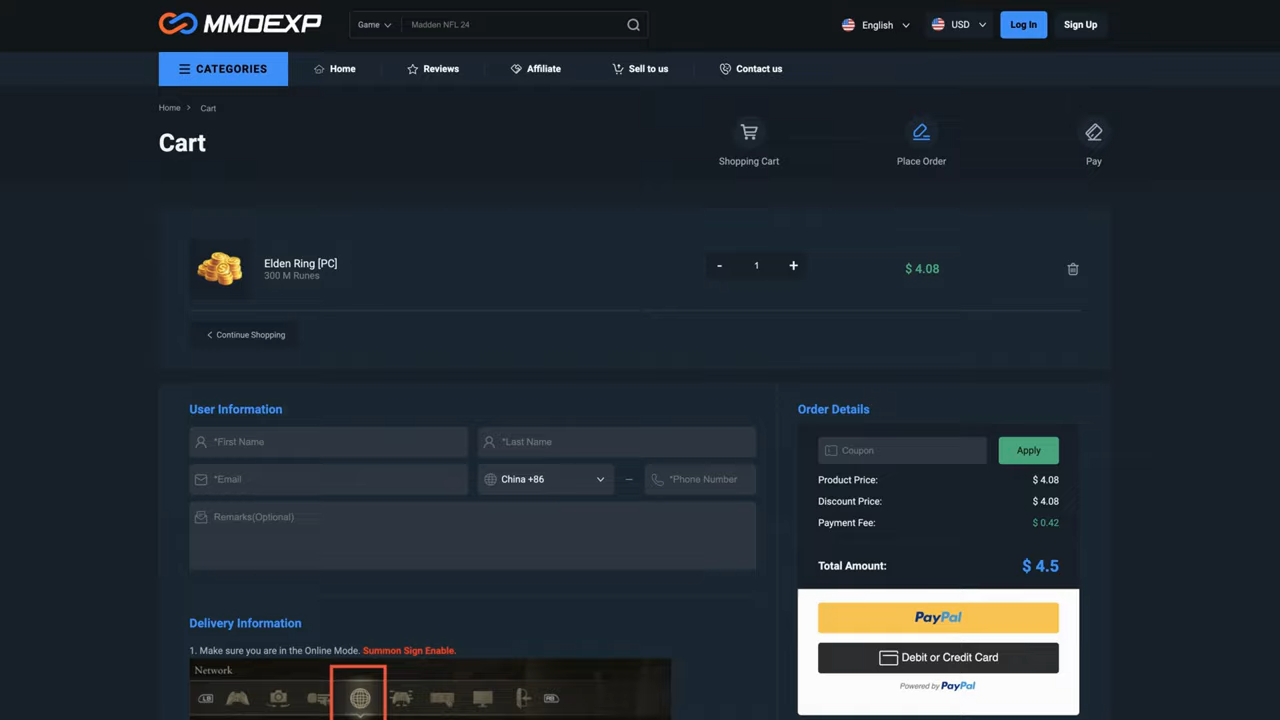 MMOEXP
Game
Madden NFL 24
English
USD
Log In
Sign Up
CATEGORIES
Home
Reviews
Affiliate
Sell to us
Contact us
Home > Cart
Cart
Shopping Cart
Place Order
Pay
Elden Ring [PC]
300 M Runes
- 1 +
$ 4.08
< Continue Shopping
User Information
*First Name
*Last Name
*Email
China +86
–
*Phone Number
Remarks(Optional)
Delivery Information
1. Make sure you are in the Online Mode. Summon Sign Enable.
Network
Order Details
Coupon
Apply
Product Price: $ 4.08
Discount Price: $ 4.08
Payment Fee: $ 0.42
Total Amount: $ 4.5
PayPal
Debit or Credit Card
Powered by PayPal